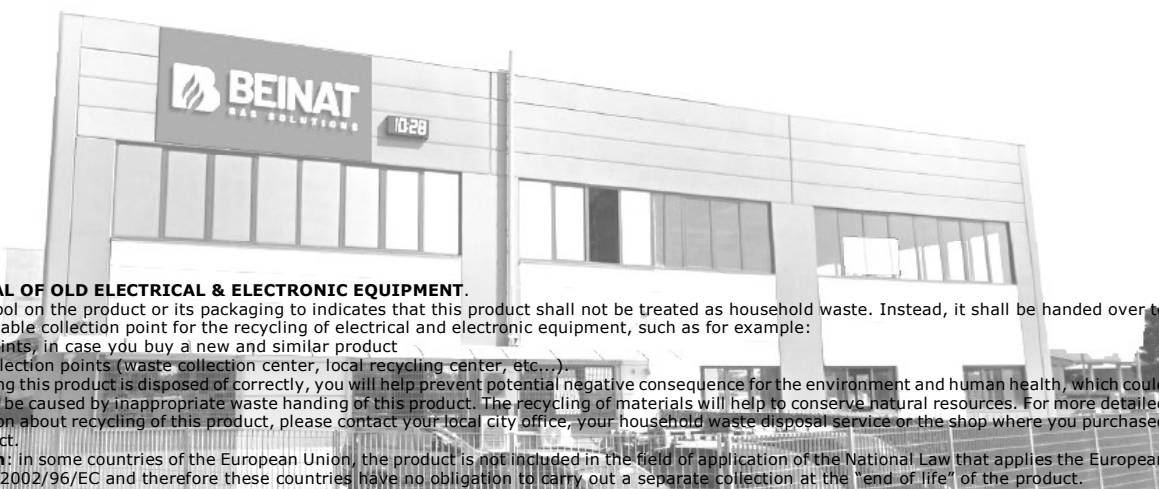 BEINAT
GAS SOLUTIONS
10:28
AL OF OLD ELECTRICAL & ELECTRONIC EQUIPMENT.
ool on the product or its packaging to indicates that this product shall not be treated as household waste. Instead, it shall be handed over to
able collection point for the recycling of electrical and electronic equipment, such as for example:
ints, in case you buy a new and similar product
llection points (waste collection center, local recycling center, etc...).
ng this product is disposed of correctly, you will help prevent potential negative consequence for the environment and human health, which coul
be caused by inappropriate waste handing of this product. The recycling of materials will help to conserve natural resources. For more detailed
on about recycling of this product, please contact your local city office, your household waste disposal service or the shop where you purchased
ct.
n: in some countries of the European Union, the product is not included in the field of application of the National Law that applies the European
2002/96/EC and therefore these countries have no obligation to carry out a separate collection at the “end of life” of the product.